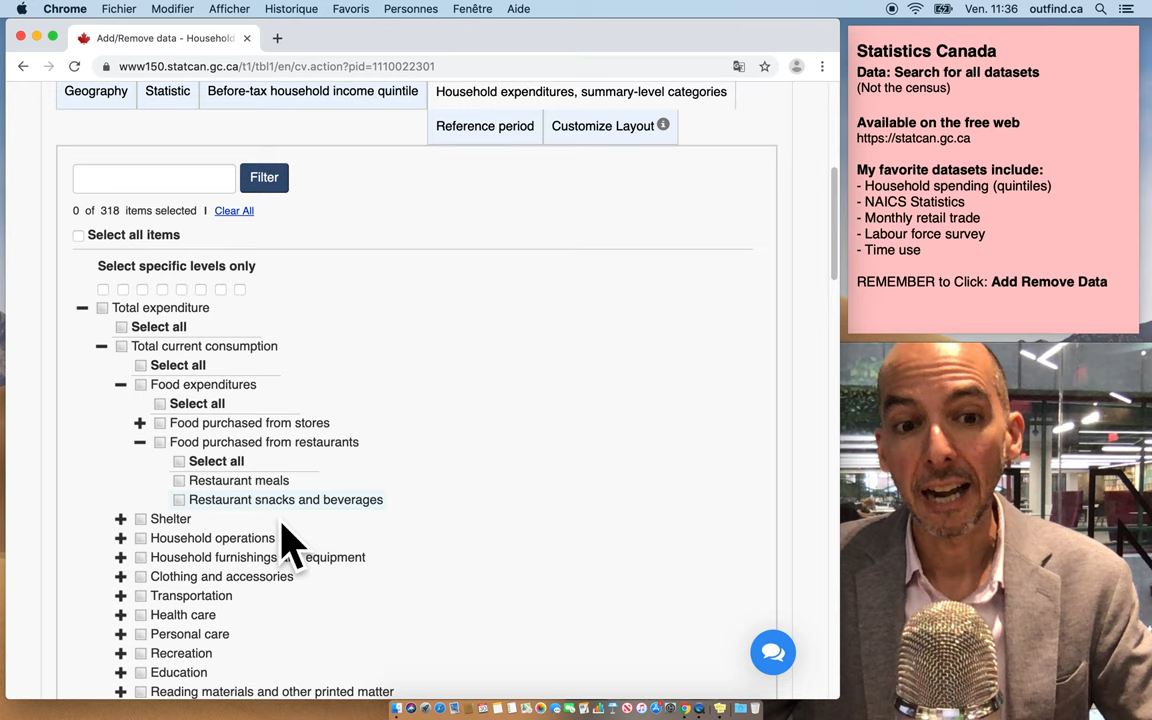 Chrome Fichier Modifier Afficher Historique Favoris Personnes Fenêtre Aide Ven. 11:36 outfind.ca
Add/Remove data - Household
www150.statcan.gc.ca/t1/tbl1/en/cv.action?pid=1110022301
Geography Statistic Before-tax household income quintile Household expenditures, summary-level categories
Reference period Customize Layout
Filter
0 of 318 items selected | Clear All
Select all items
Select specific levels only
Total expenditure
Select all
Total current consumption
Select all
Food expenditures
Select all
Food purchased from stores
Food purchased from restaurants
Select all
Restaurant meals
Restaurant snacks and beverages
Shelter
Household operations
Household furnishings equipment
Clothing and accessories
Transportation
Health care
Personal care
Recreation
Education
Reading materials and other printed matter
Statistics Canada
Data: Search for all datasets
(Not the census)
Available on the free web
https://statcan.gc.ca
My favorite datasets include:
- Household spending (quintiles)
- NAICS Statistics
- Monthly retail trade
- Labour force survey
- Time use
REMEMBER to Click: Add Remove Data